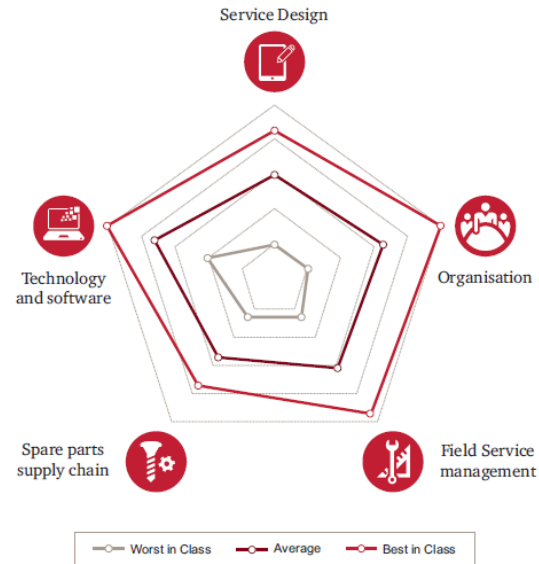 Service Design
Technology
and software
Organisation
Spare parts
supply chain
Field Service
management
Worst in Class
Average
Best in Class